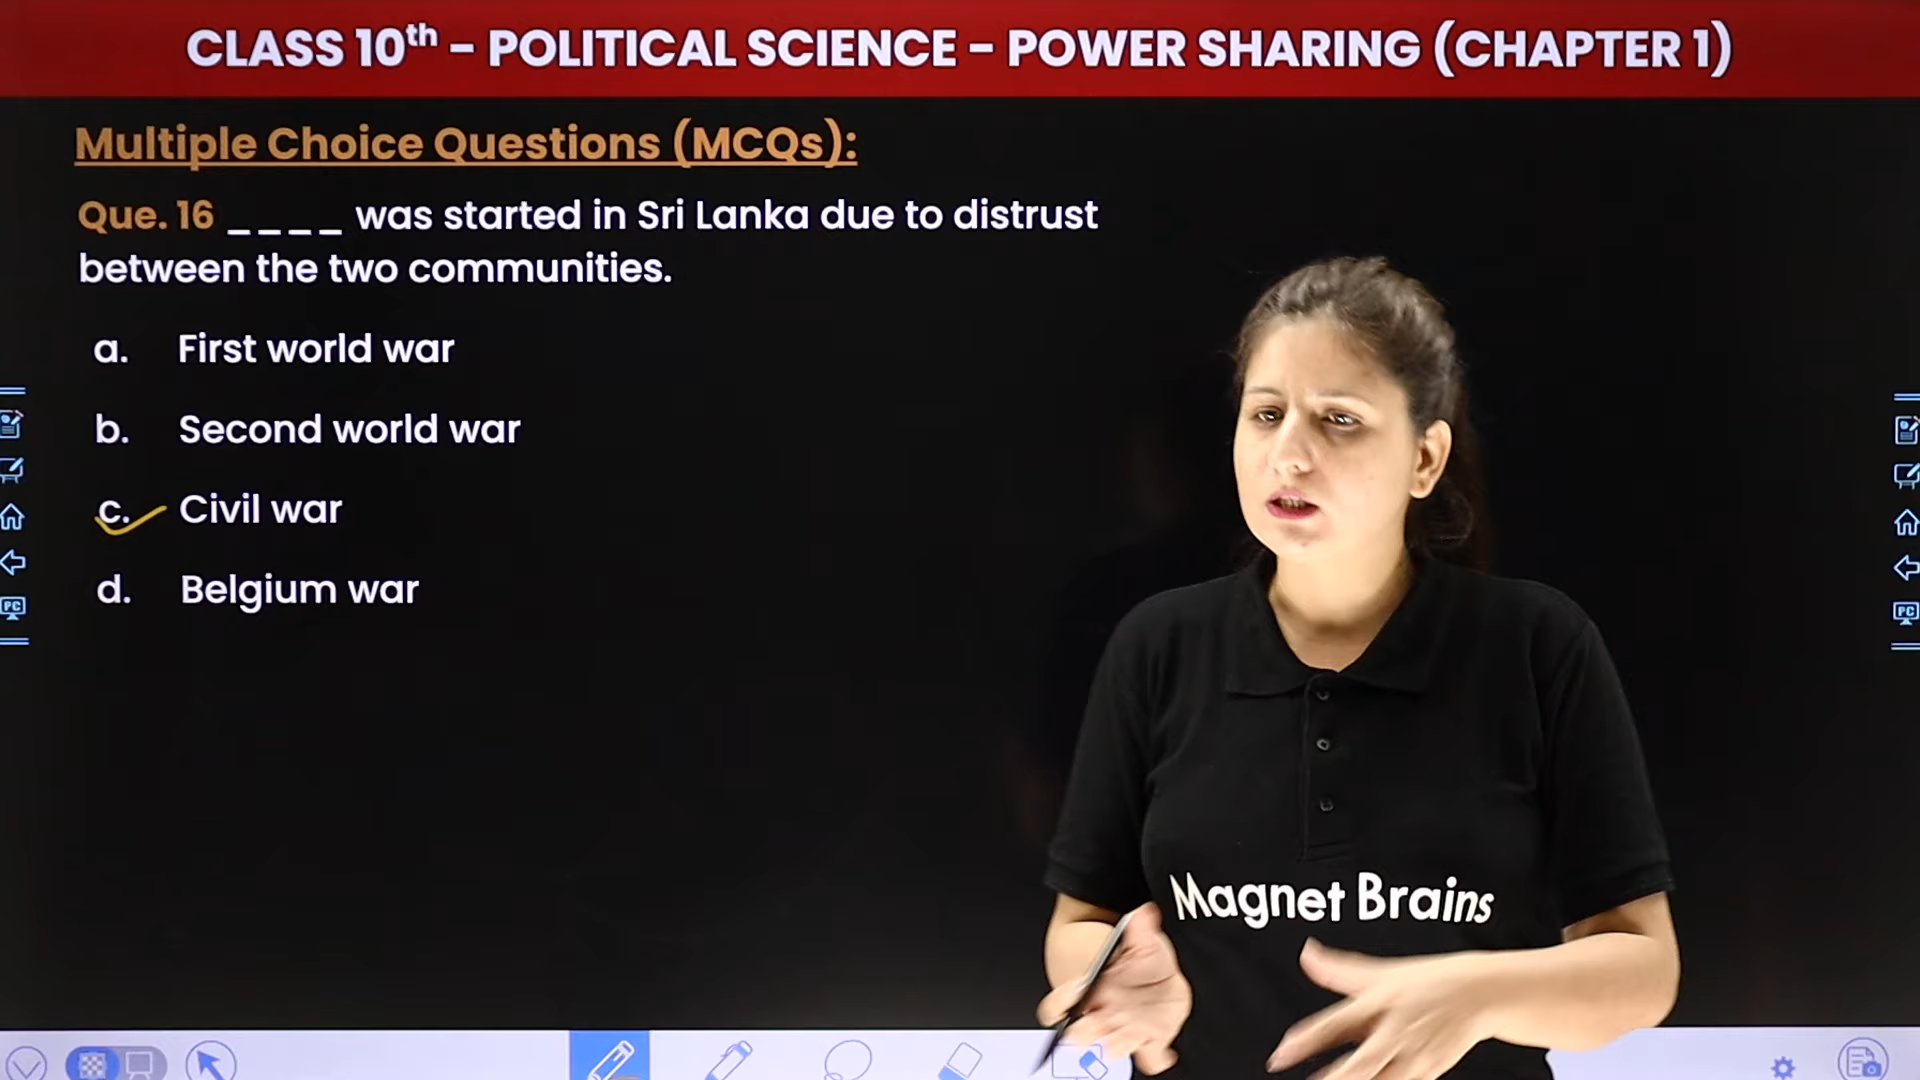 CLASS 10th - POLITICAL SCIENCE - POWER SHARING (CHAPTER 1)
Multiple Choice Questions (MCQs):
Que. 16 ____ was started in Sri Lanka due to distrust
between the two communities.
a. First world war
b. Second world war
c. Civil war
d. Belgium war
Magnet Brains
PC
PC